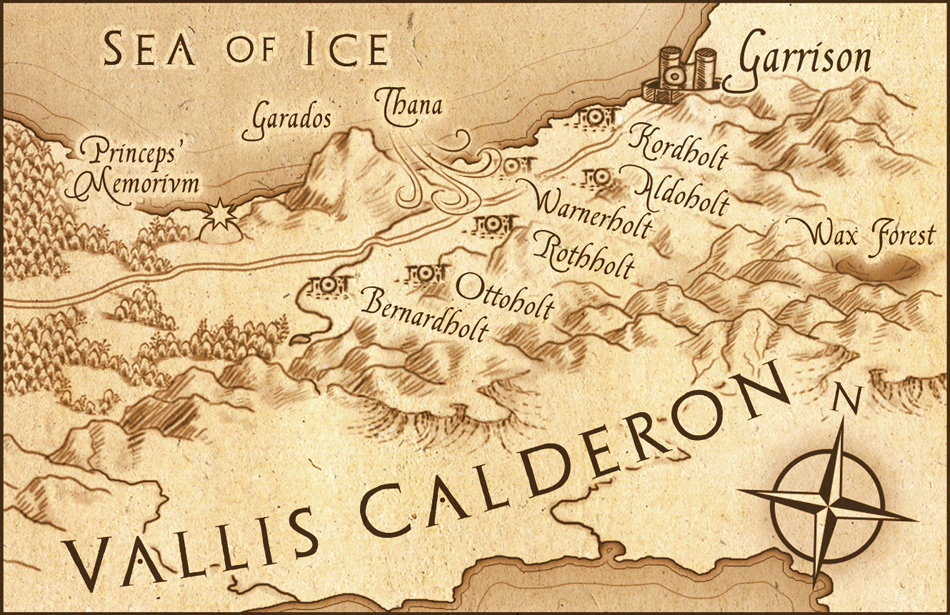 SEA OF ICE
Garrison
Thana
Garados
Princeps'
Memorivm
Kordholt
Aldoholt
Warnerholt
Wax Forest
Rothholt
Ottoholt
Bernardholt
N
VALLIS CALDERON